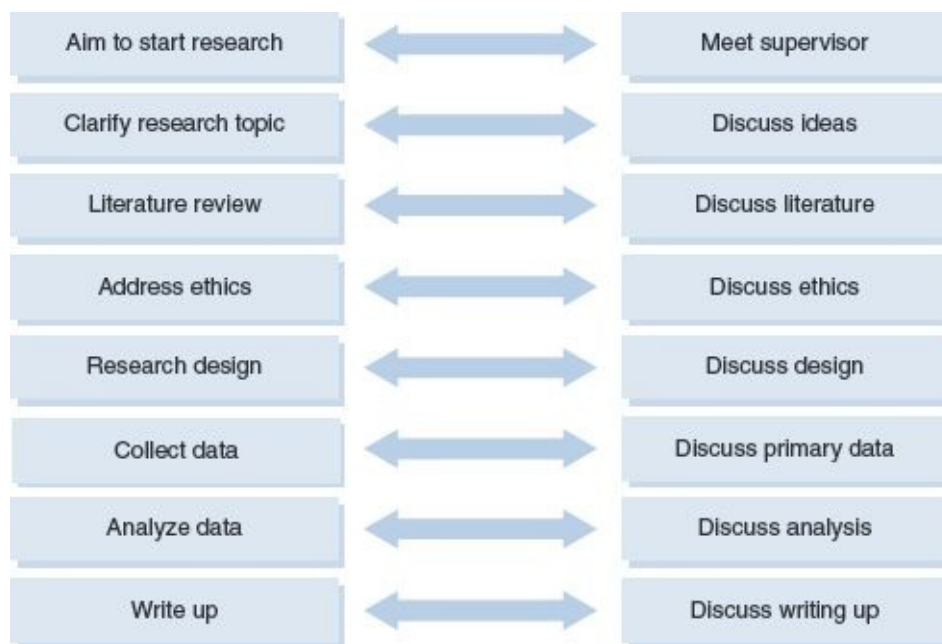 Aim to start research
Meet supervisor
Clarify research topic
Discuss ideas
Literature review
Discuss literature
Address ethics
Discuss ethics
Research design
Discuss design
Collect data
Discuss primary data
Analyze data
Discuss analysis
Write up
Discuss writing up